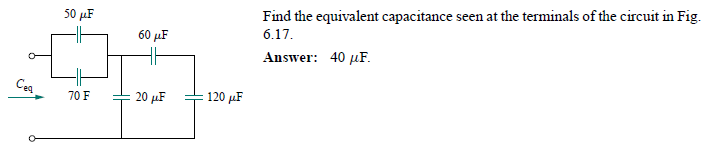 50 μF
60 μF
Ceq
70 F
20 μF
120 μF
Find the equivalent capacitance seen at the terminals of the circuit in Fig.
6.17.
Answer: 40 μF.